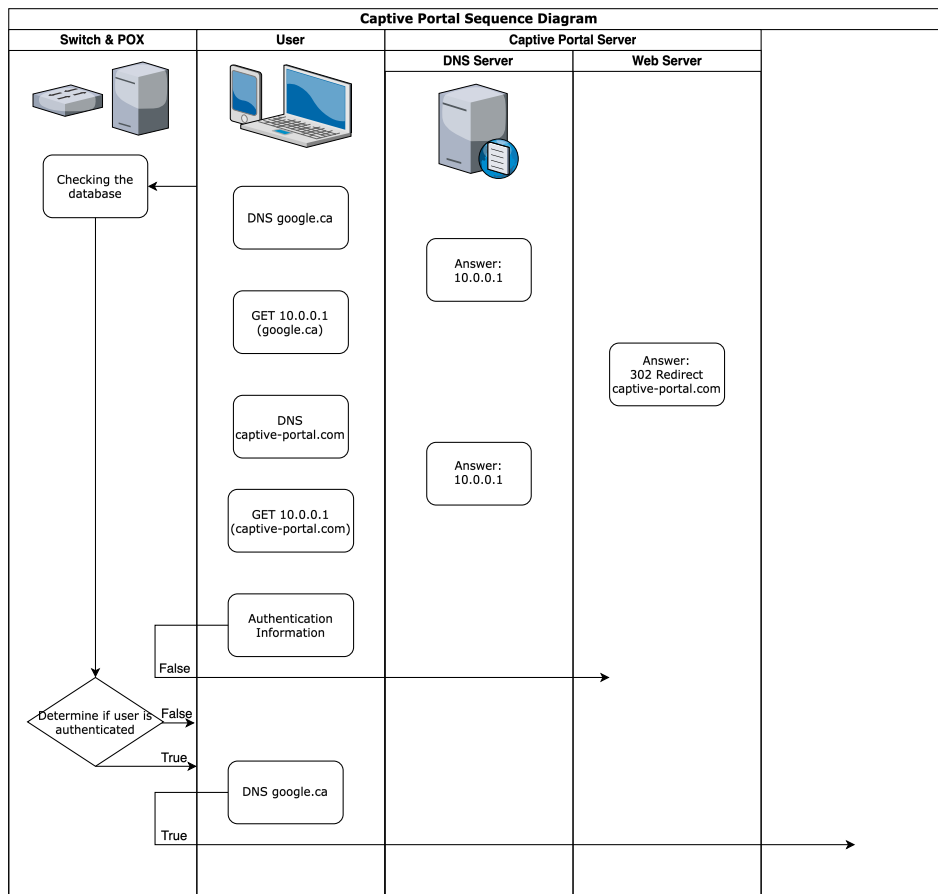 Captive Portal Sequence Diagram
Switch & POX
User
Captive Portal Server
DNS Server
Web Server
Checking the
database
DNS google.ca
Answer:
10.0.0.1
GET 10.0.0.1
(google.ca)
Answer:
302 Redirect
captive-portal.com
DNS
captive-portal.com
Answer:
10.0.0.1
GET 10.0.0.1
(captive-portal.com)
Authentication
Information
False
Determine if user is
authenticated
False
True
DNS google.ca
True